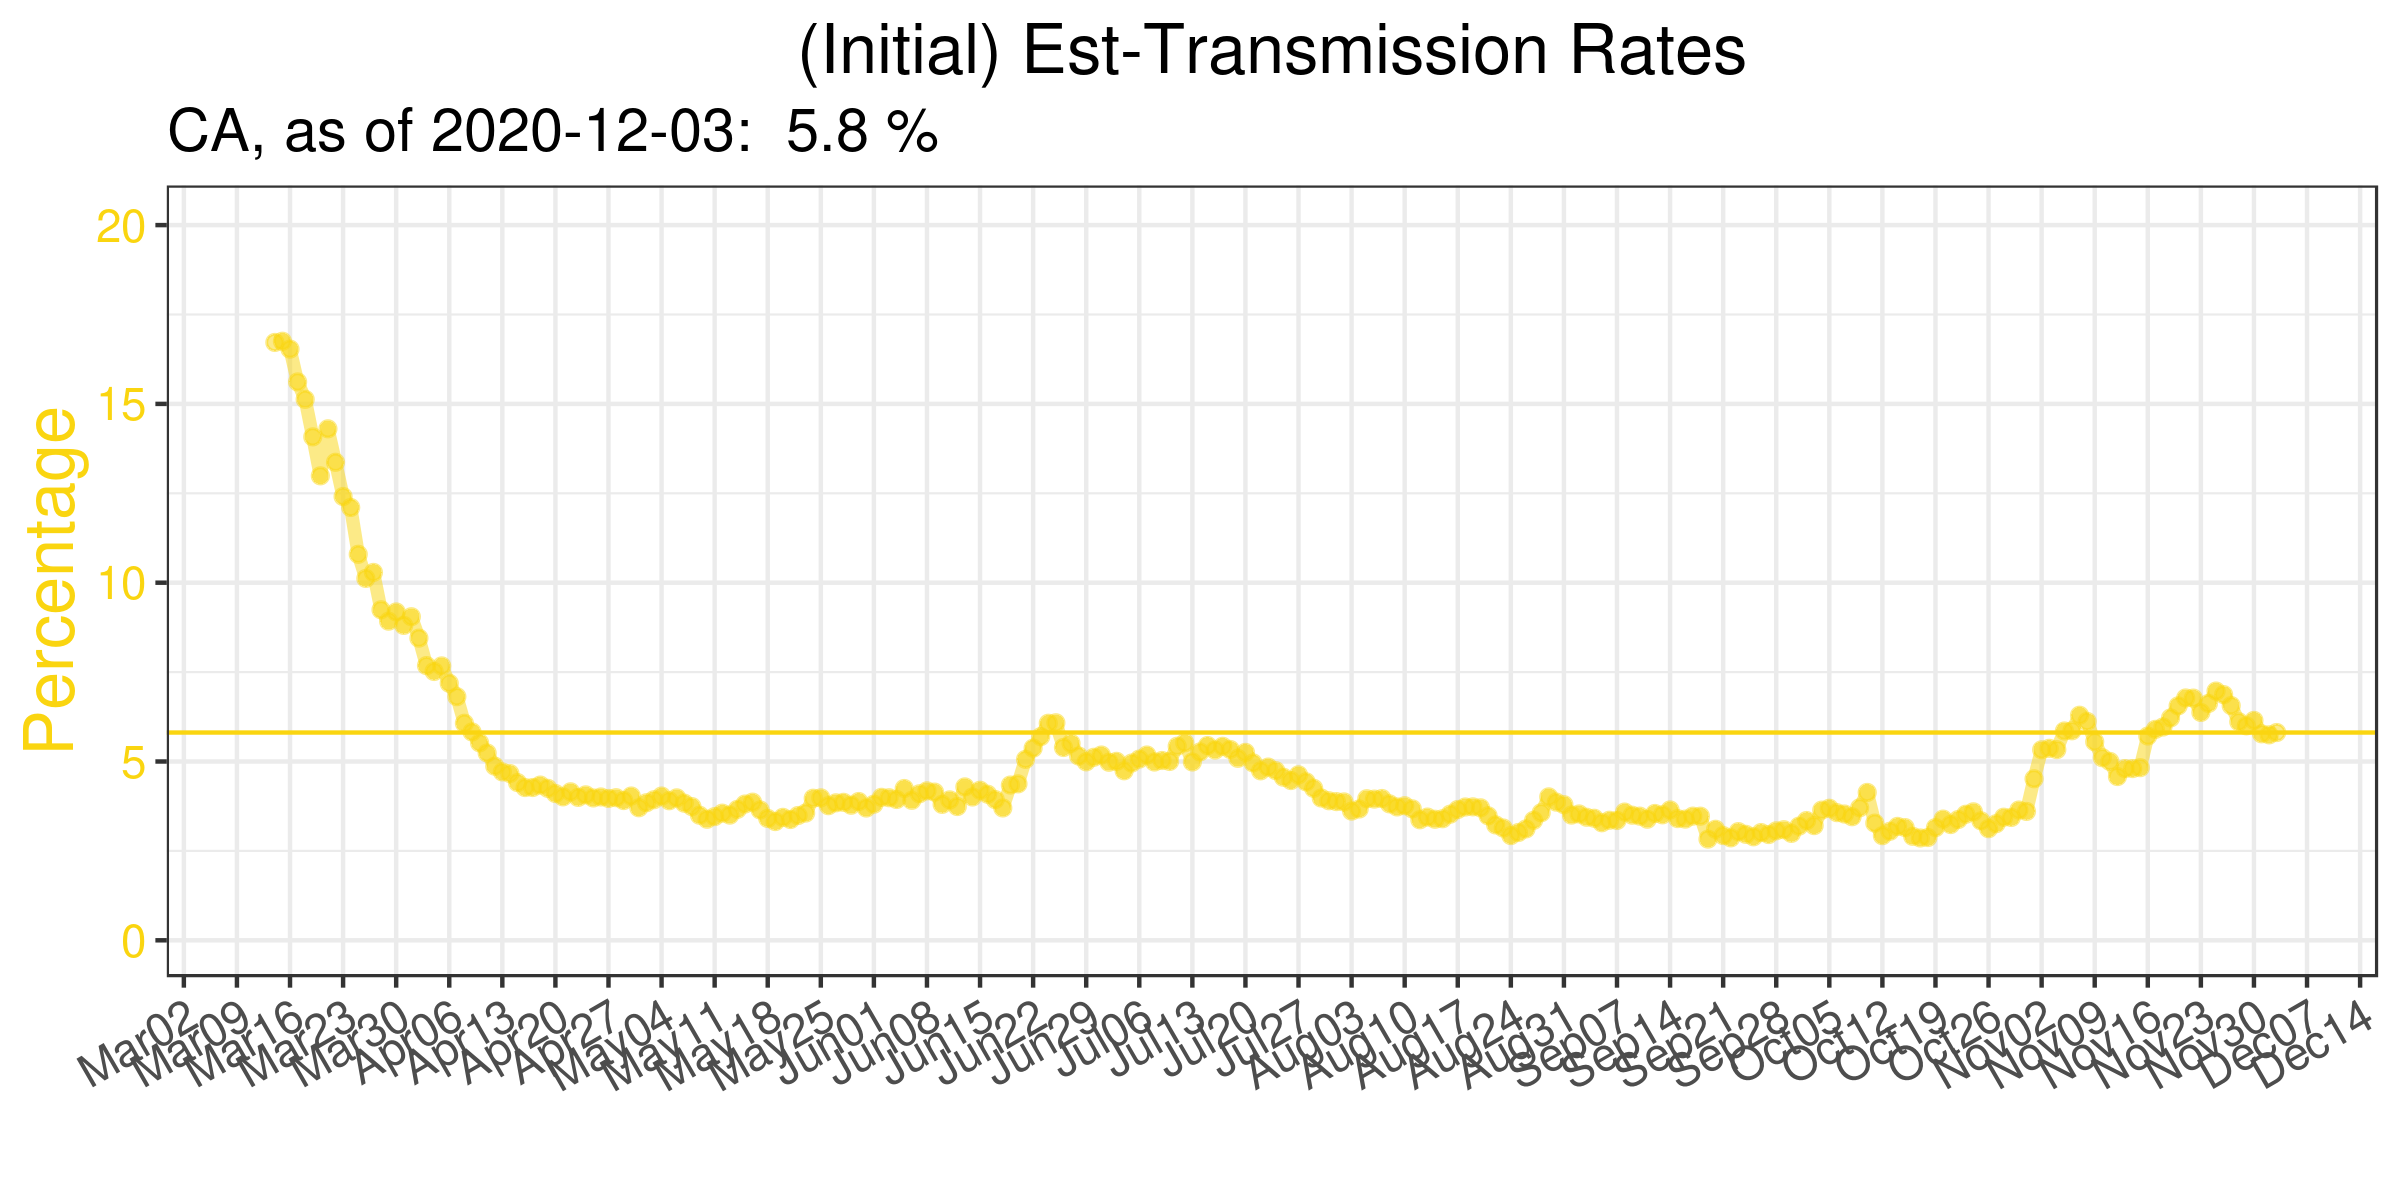 (Initial) Est-Transmission Rates
CA, as of 2020-12-03:  5.8 %
Percentage
20
15
10
5
0
Mar02
Mar09
Mar16
Mar23
Mar30
Apr06
Apr13
Apr20
Apr27
May04
May11
May18
May25
Jun01
Jun08
Jun15
Jun22
Jun29
Jul06
Jul13
Jul20
Jul27
Aug03
Aug10
Aug17
Aug24
Aug31
Sep07
Sep14
Sep21
Sep28
Oct05
Oct12
Oct19
Oct26
Nov02
Nov09
Nov16
Nov23
Nov30
Dec07
Dec14